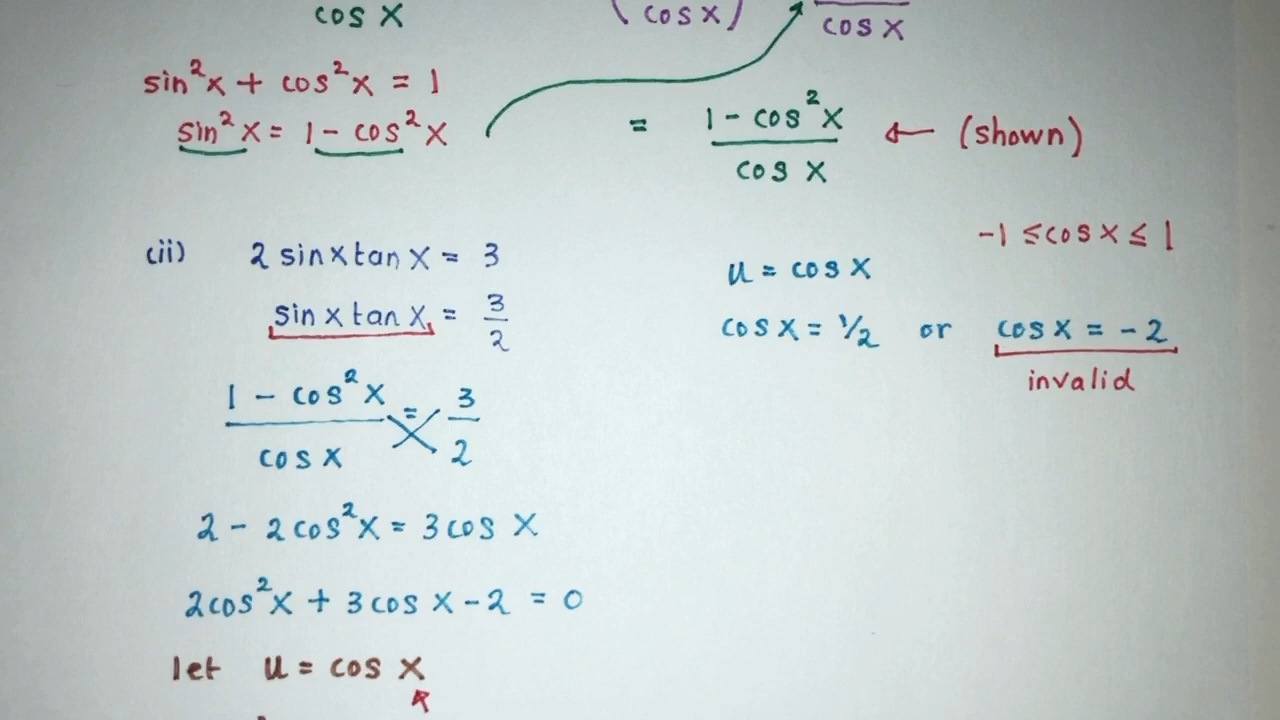 cos x
(cos x) cos x
sin²x + cos²x = 1
sin²x = 1 - cos²x
= 1 - cos²x / cos x ← (shown)
(ii) 2 sin x tan x = 3
sin x tan x = 3/2
1 - cos²x / cos x = 3/2
2 - 2cos²x = 3cos x
2cos²x + 3cos x - 2 = 0
let u = cos x
-1 ≤ cos x ≤ 1
u = cos x
cos x = 1/2 or cos x = -2
invalid